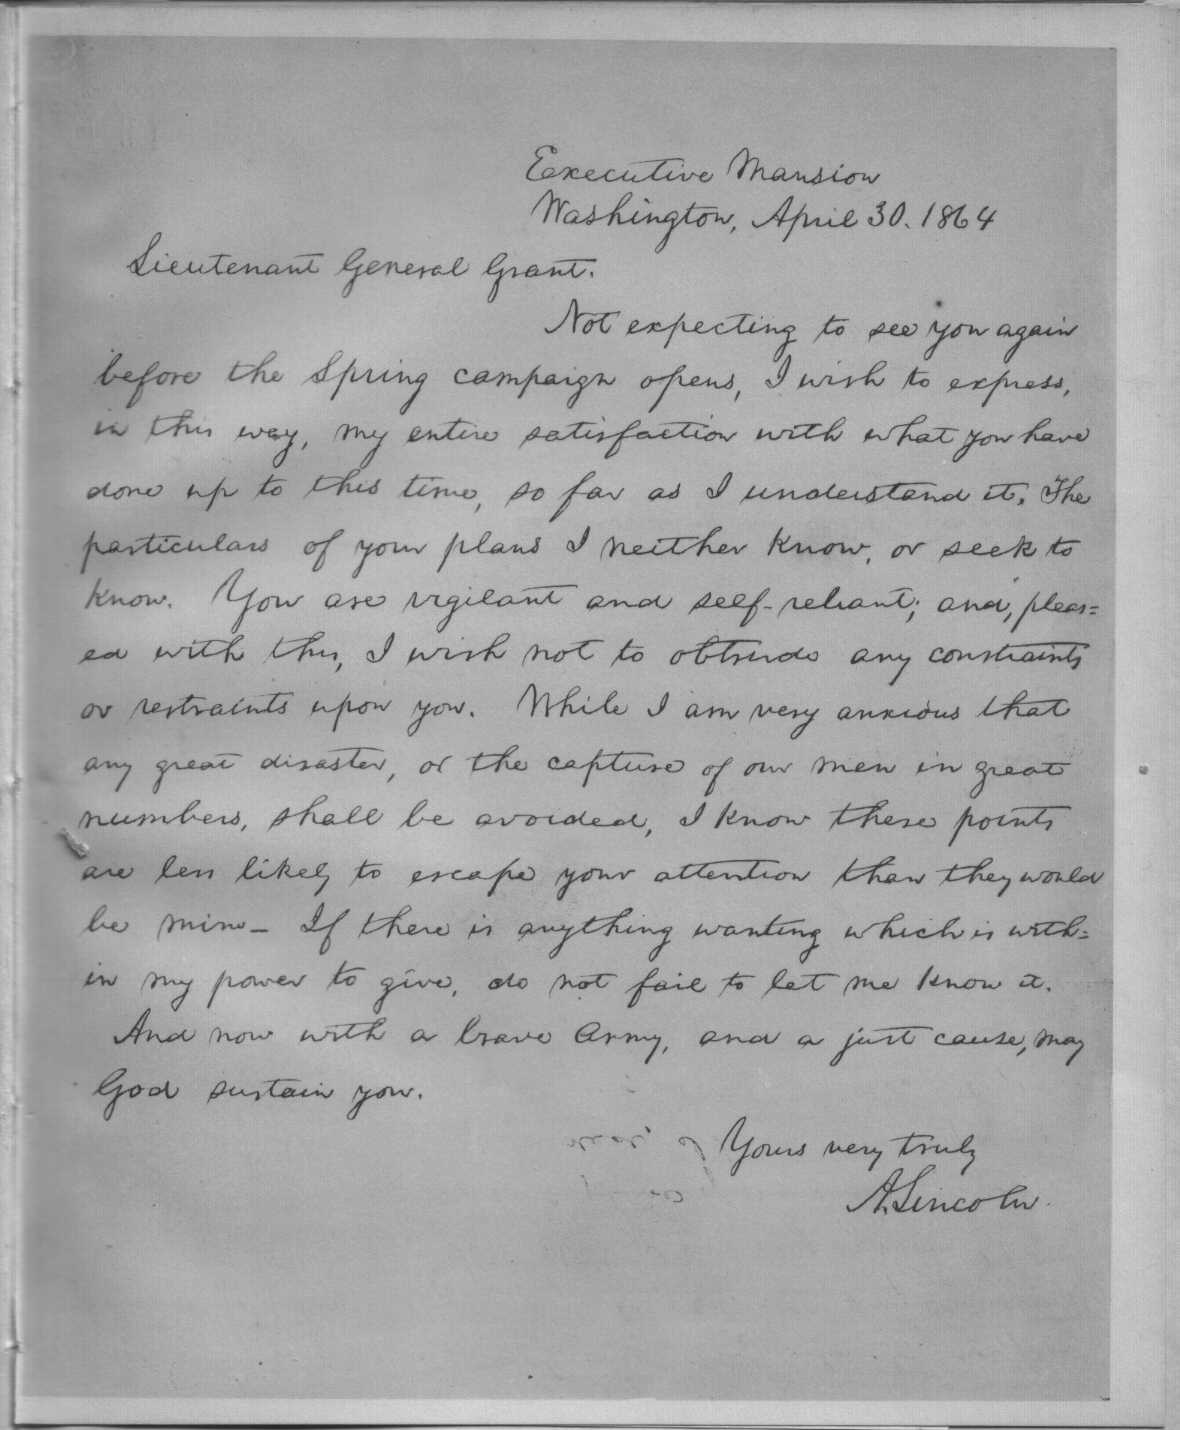 Executive Mansion
Washington, April 30. 1864
Lieutenant General Grant.
Not expecting to see you again
before the Spring campaign opens, I wish to express,
in this way, my entire satisfaction with what you have
done up to this time, so far as I understand it. The
particulars of your plans I neither know, or seek to
know. You are vigilant and self-reliant; and, pleas=
ed with this, I wish not to obtrude any constraints
or restraints upon you. While I am very anxious that
any great disaster, or the capture of our men in great
numbers, shall be avoided, I know these points
are less likely to escape your attention than they would
be mine– If there is anything wanting which is with=
in my power to give, do not fail to let me know it.
And now with a brave Army, and a just cause, may
God sustain you.
Yours very truly
A. Lincoln.